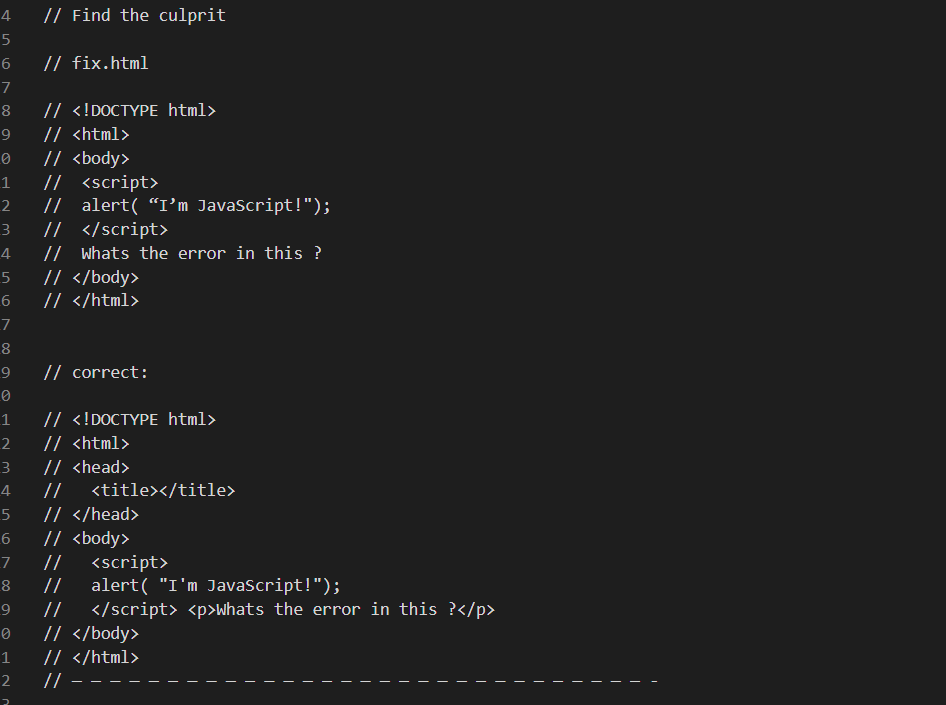 4 // Find the culprit
5
6 // fix.html
7
8 // <!DOCTYPE html>
9 // <html>
0 // <body>
1 //  <script>
2 //  alert( “I’m JavaScript!");
3 //  </script>
4 //  Whats the error in this ?
5 // </body>
6 // </html>
7
8
9 // correct:
0
1 // <!DOCTYPE html>
2 // <html>
3 // <head>
4 //   <title></title>
5 // </head>
6 // <body>
7 //   <script>
8 //   alert( "I'm JavaScript!");
9 //   </script> <p>Whats the error in this ?</p>
0 // </body>
1 // </html>
2 // — — — — — — — — — — — — — — — — — — — — — — — — — — — — — — -
3